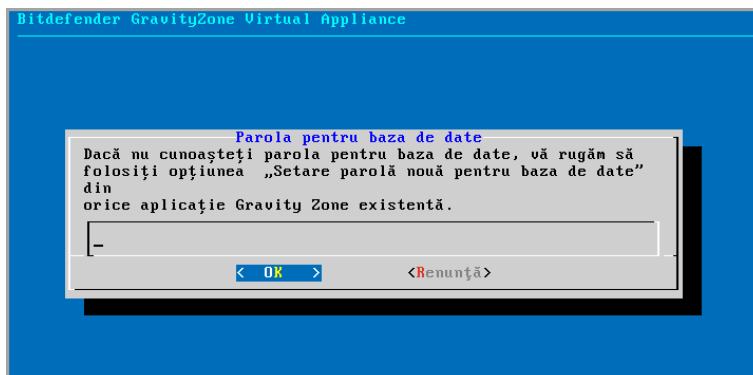 Bitdefender GravityZone Virtual Appliance
Parola pentru baza de date
Dacă nu cunoașteți parola pentru baza de date, vă rugăm să
folosiți opțiunea „Setare parolă nouă pentru baza de date”
din
orice aplicație Gravity Zone existentă.
_
< OK > <Renunţă>